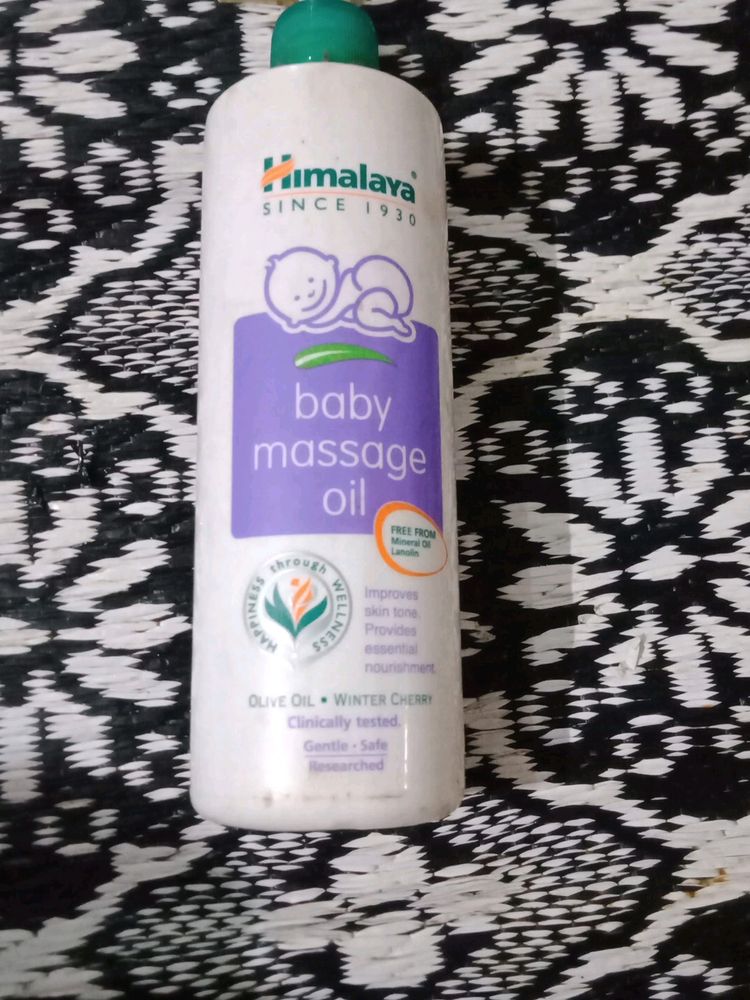 Himalaya®
SINCE 1930
baby
massage
oil
FREE FROM
Mineral Oil
Lanolin
HAPPINESS through WELLNESS
Improves
skin tone.
Provides
essential
nourishment.
OLIVE OIL • WINTER CHERRY
Clinically tested.
Gentle • Safe
Researched